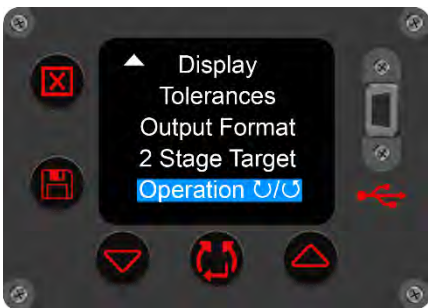 Display
Tolerances
Output Format
2 Stage Target
Operation ↻/↺